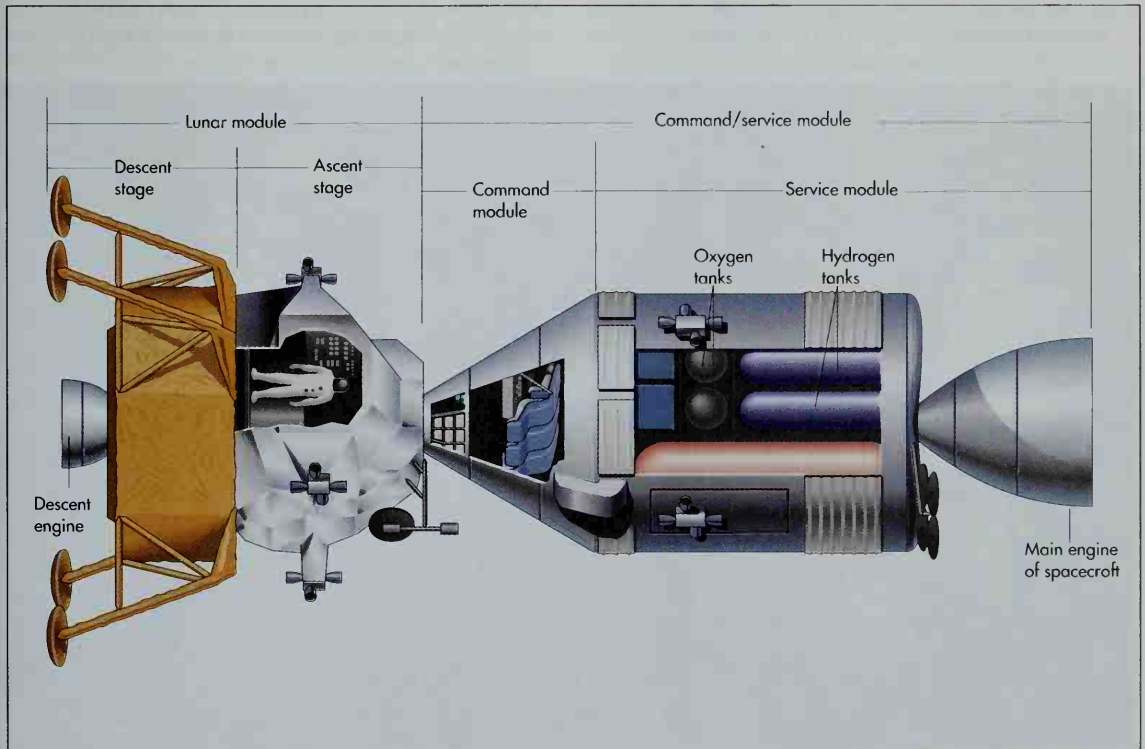 Lunar module
Command/service module
Descent
stage
Ascent
stage
Command
module
Service module
Oxygen
tanks
Hydrogen
tanks
Descent
engine
Main engine
of spacecroft